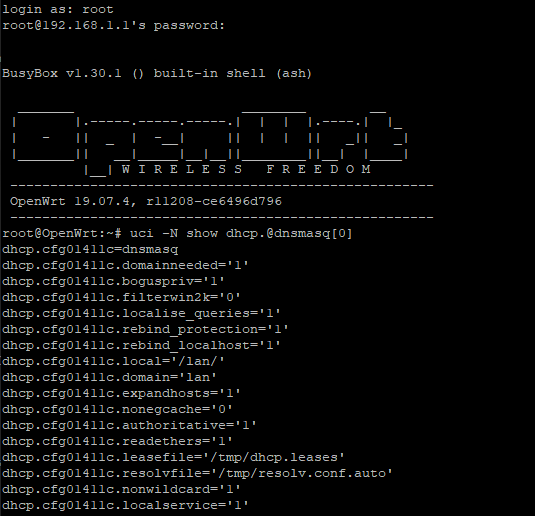 login as: root
root@192.168.1.1's password:
BusyBox v1.30.1 () built-in shell (ash)
OpenWrt
W I R E L E S S   F R E E D O M
-----------------------------------------------------
OpenWrt 19.07.4, r11208-ce6496d796
-----------------------------------------------------
root@OpenWrt:~# uci -N show dhcp.@dnsmasq[0]
dhcp.cfg01411c=dnsmasq
dhcp.cfg01411c.domainneeded='1'
dhcp.cfg01411c.boguspriv='1'
dhcp.cfg01411c.filterwin2k='0'
dhcp.cfg01411c.localise_queries='1'
dhcp.cfg01411c.rebind_protection='1'
dhcp.cfg01411c.rebind_localhost='1'
dhcp.cfg01411c.local='/lan/'
dhcp.cfg01411c.domain='lan'
dhcp.cfg01411c.expandhosts='1'
dhcp.cfg01411c.nonegcache='0'
dhcp.cfg01411c.authoritative='1'
dhcp.cfg01411c.readethers='1'
dhcp.cfg01411c.leasefile='/tmp/dhcp.leases'
dhcp.cfg01411c.resolvfile='/tmp/resolv.conf.auto'
dhcp.cfg01411c.nonwildcard='1'
dhcp.cfg01411c.localservice='1'